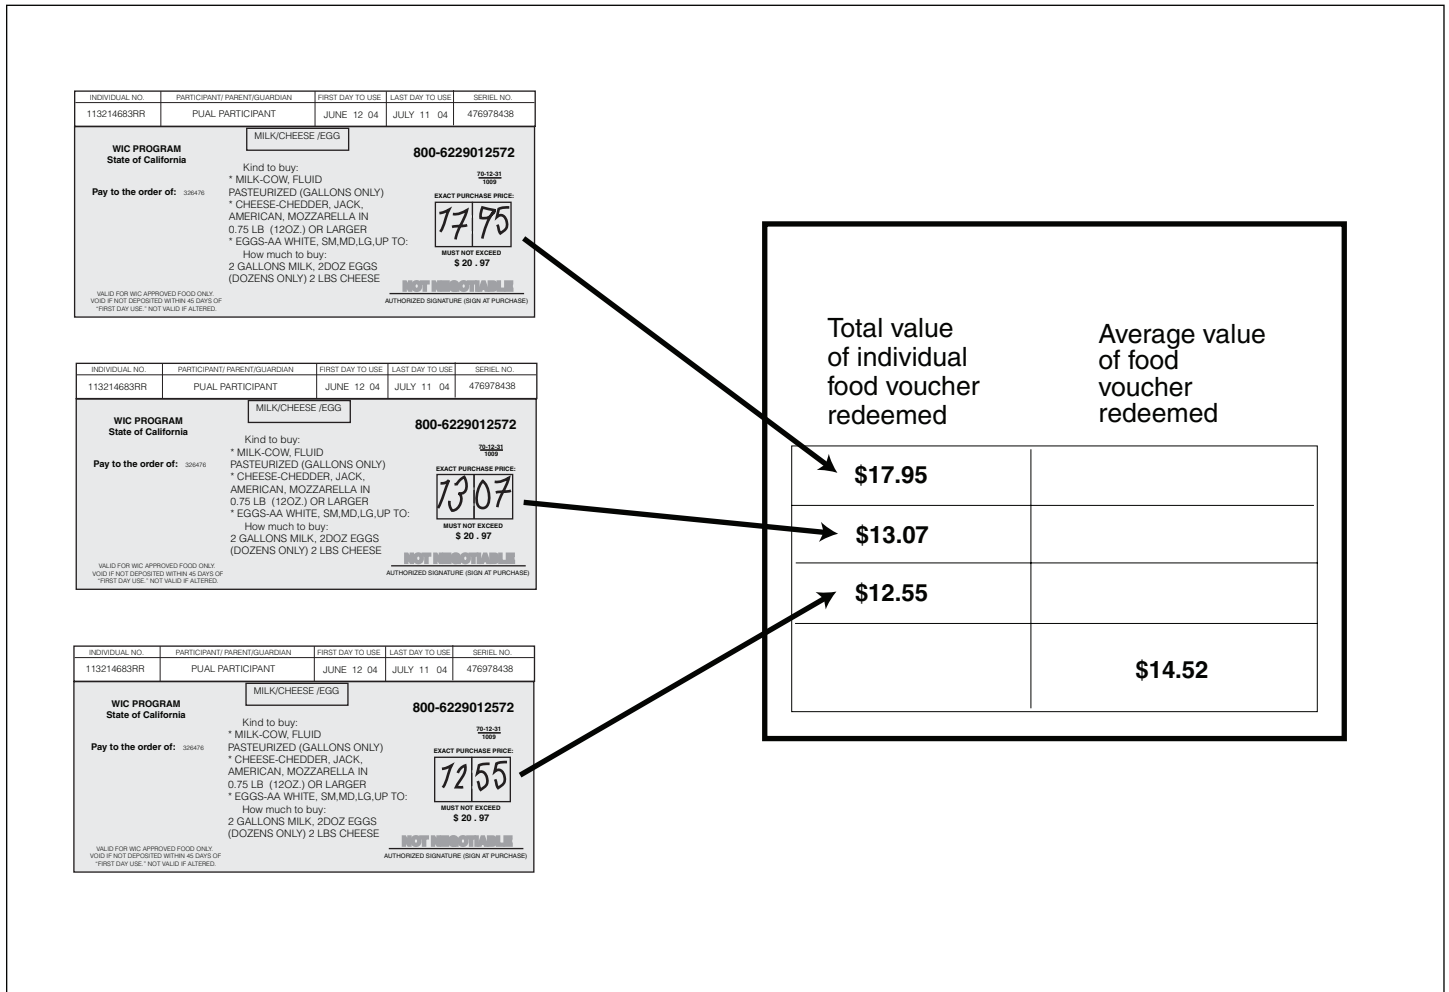 INDIVIDUAL NO. PARTICIPANT/ PARENT/GUARDIAN FIRST DAY TO USE LAST DAY TO USE SERIEL NO.
113214683RR PUAL PARTICIPANT JUNE 12 04 JULY 11 04 476978438
MILK/CHEESE /EGG
WIC PROGRAM
State of California
800-6229012572
Pay to the order of: 326476
Kind to buy:
* MILK-COW, FLUID
PASTEURIZED (GALLONS ONLY)
* CHEESE-CHEDDER, JACK,
AMERICAN, MOZZARELLA IN
0.75 LB (12OZ.) OR LARGER
* EGGS-AA WHITE, SM,MD,LG,UP TO:
How much to buy:
2 GALLONS MILK, 2DOZ EGGS
(DOZENS ONLY) 2 LBS CHEESE
70-12-31
1009
EXACT PURCHASE PRICE:
17 95
MUST NOT EXCEED
$ 20 . 97
NOT NEGOTIABLE
AUTHORIZED SIGNATURE (SIGN AT PURCHASE)
VALID FOR WIC APPROVED FOOD ONLY.
VOID IF NOT DEPOSITED WITHIN 45 DAYS OF
"FIRST DAY USE." NOT VALID IF ALTERED.
INDIVIDUAL NO. PARTICIPANT/ PARENT/GUARDIAN FIRST DAY TO USE LAST DAY TO USE SERIEL NO.
113214683RR PUAL PARTICIPANT JUNE 12 04 JULY 11 04 476978438
MILK/CHEESE /EGG
WIC PROGRAM
State of California
800-6229012572
Pay to the order of: 326476
Kind to buy:
* MILK-COW, FLUID
PASTEURIZED (GALLONS ONLY)
* CHEESE-CHEDDER, JACK,
AMERICAN, MOZZARELLA IN
0.75 LB (12OZ.) OR LARGER
* EGGS-AA WHITE, SM,MD,LG,UP TO:
How much to buy:
2 GALLONS MILK, 2DOZ EGGS
(DOZENS ONLY) 2 LBS CHEESE
70-12-31
1009
EXACT PURCHASE PRICE:
13 07
MUST NOT EXCEED
$ 20 . 97
NOT NEGOTIABLE
AUTHORIZED SIGNATURE (SIGN AT PURCHASE)
VALID FOR WIC APPROVED FOOD ONLY.
VOID IF NOT DEPOSITED WITHIN 45 DAYS OF
"FIRST DAY USE." NOT VALID IF ALTERED.
INDIVIDUAL NO. PARTICIPANT/ PARENT/GUARDIAN FIRST DAY TO USE LAST DAY TO USE SERIEL NO.
113214683RR PUAL PARTICIPANT JUNE 12 04 JULY 11 04 476978438
MILK/CHEESE /EGG
WIC PROGRAM
State of California
800-6229012572
Pay to the order of: 326476
Kind to buy:
* MILK-COW, FLUID
PASTEURIZED (GALLONS ONLY)
* CHEESE-CHEDDER, JACK,
AMERICAN, MOZZARELLA IN
0.75 LB (12OZ.) OR LARGER
* EGGS-AA WHITE, SM,MD,LG,UP TO:
How much to buy:
2 GALLONS MILK, 2DOZ EGGS
(DOZENS ONLY) 2 LBS CHEESE
70-12-31
1009
EXACT PURCHASE PRICE:
12 55
MUST NOT EXCEED
$ 20 . 97
NOT NEGOTIABLE
AUTHORIZED SIGNATURE (SIGN AT PURCHASE)
VALID FOR WIC APPROVED FOOD ONLY.
VOID IF NOT DEPOSITED WITHIN 45 DAYS OF
"FIRST DAY USE." NOT VALID IF ALTERED.
Total value
of individual
food voucher
redeemed
Average value
of food
voucher
redeemed
$17.95
$13.07
$12.55
$14.52